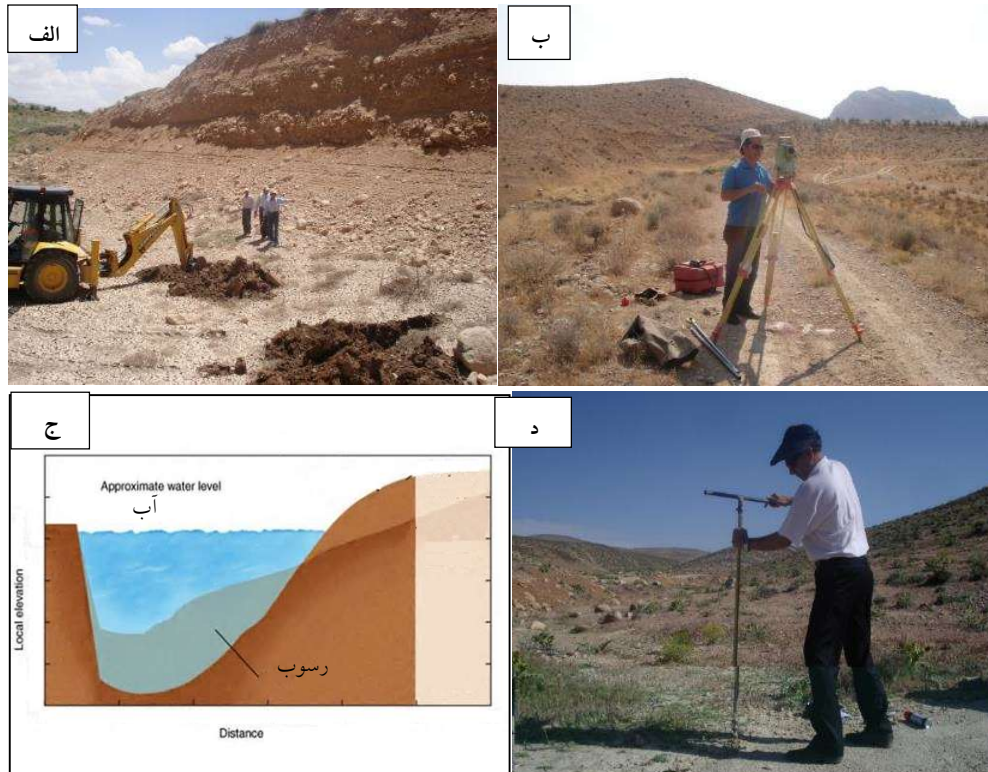 الف
ب
ج
Approximate water level
آب
Local elevation
رسوب
Distance
د